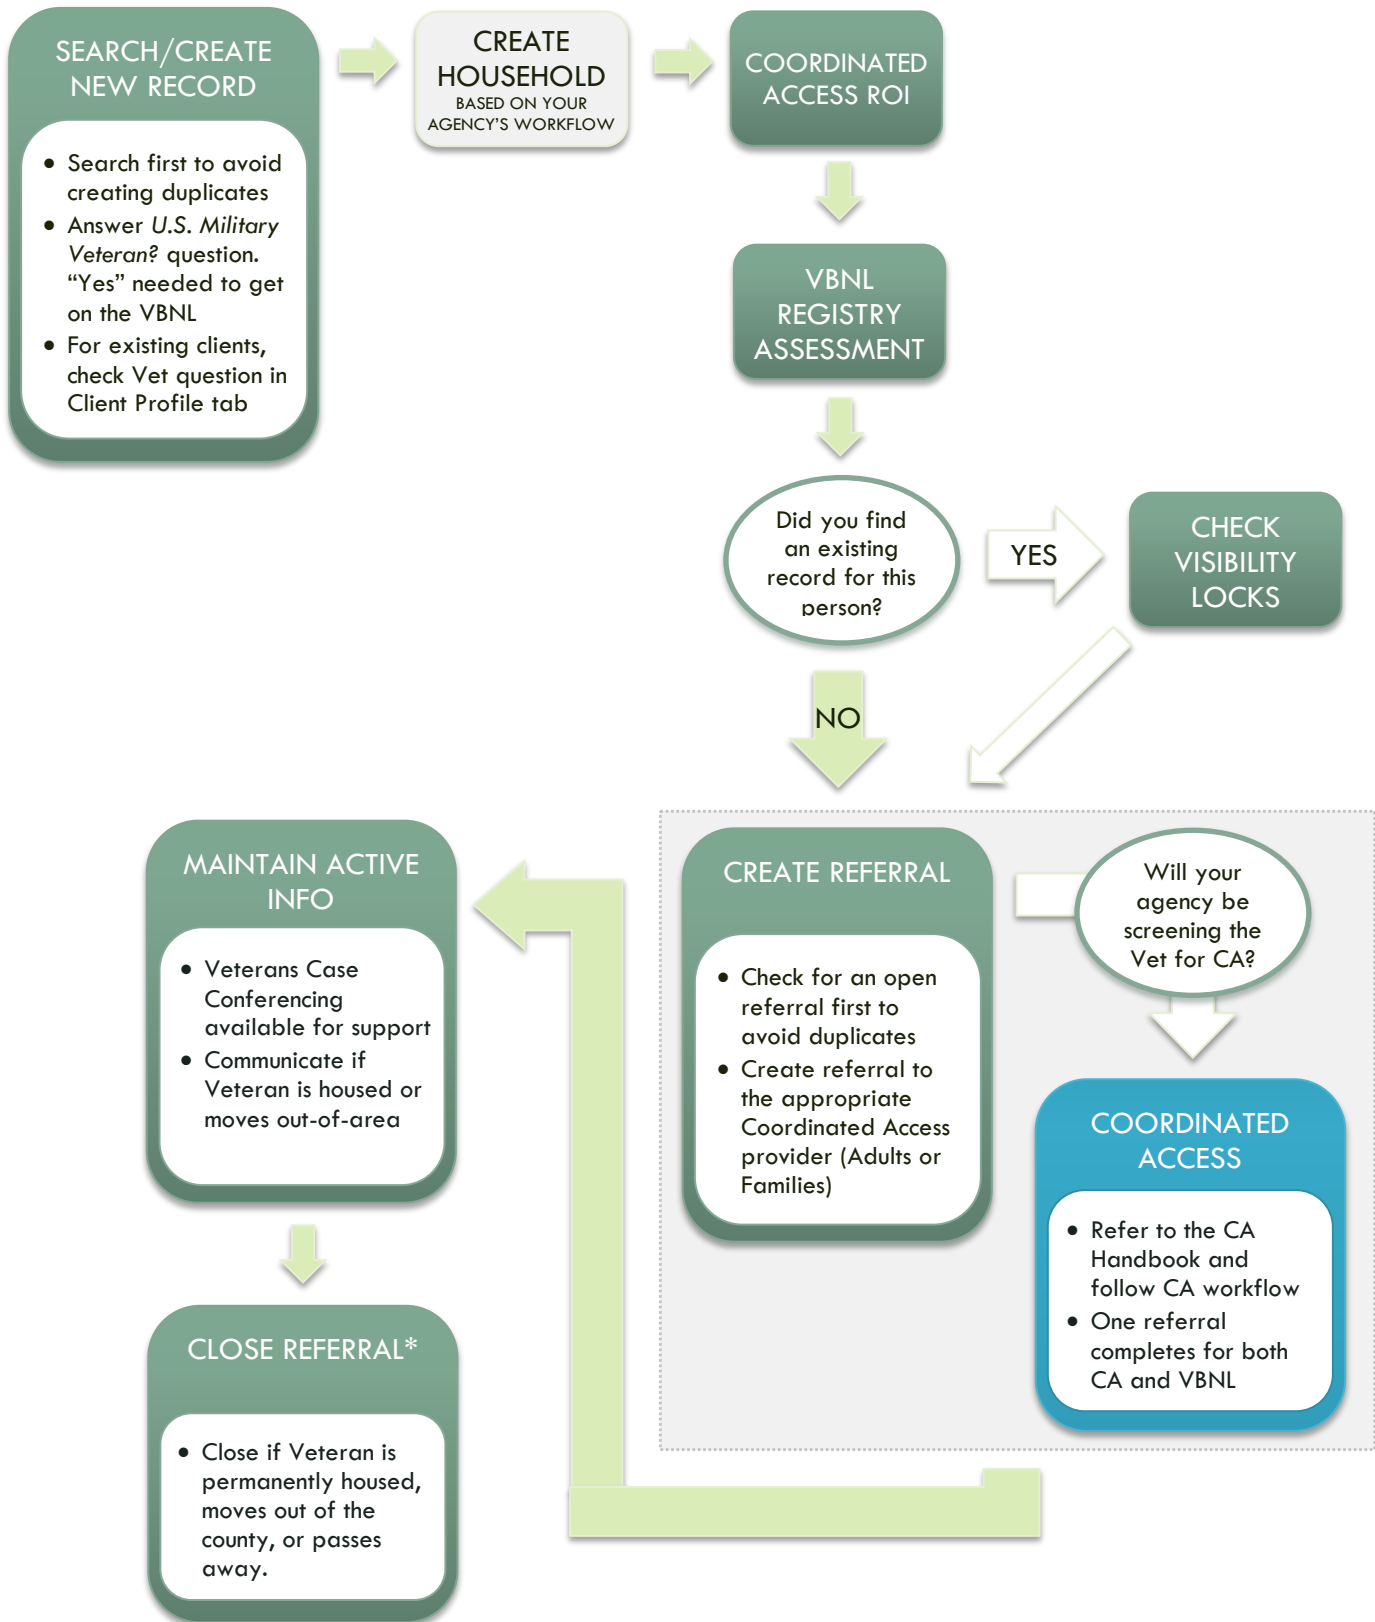 SEARCH/CREATE
NEW RECORD
• Search first to avoid
creating duplicates
• Answer U.S. Military
Veteran? question.
“Yes” needed to get
on the VBNL
• For existing clients,
check Vet question in
Client Profile tab
CREATE
HOUSEHOLD
BASED ON YOUR
AGENCY’S WORKFLOW
COORDINATED
ACCESS ROI
VBNL
REGISTRY
ASSESSMENT
Did you find
an existing
record for this
person?
YES
CHECK
VISIBILITY
LOCKS
NO
CREATE REFERRAL
• Check for an open
referral first to
avoid duplicates
• Create referral to
the appropriate
Coordinated Access
provider (Adults or
Families)
Will your
agency be
screening the
Vet for CA?
COORDINATED
ACCESS
• Refer to the CA
Handbook and
follow CA workflow
• One referral
completes for both
CA and VBNL
MAINTAIN ACTIVE
INFO
• Veterans Case
Conferencing
available for support
• Communicate if
Veteran is housed or
moves out-of-area
CLOSE REFERRAL*
• Close if Veteran is
permanently housed,
moves out of the
county, or passes
away.